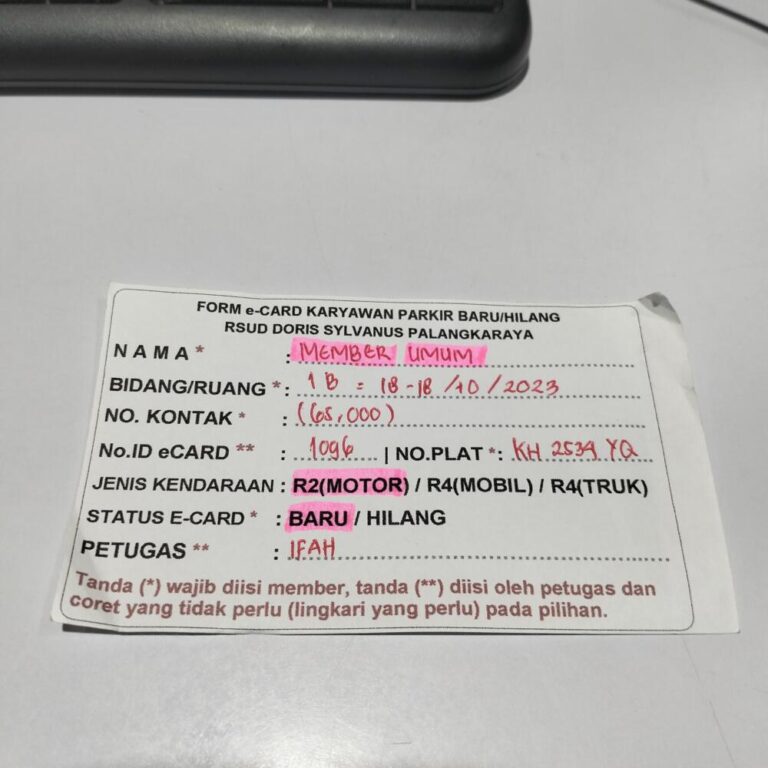 FORM e-CARD KARYAWAN PARKIR BARU/HILANG
RSUD DORIS SYLVANUS PALANGKARAYA
NAMA * : MEMBER UMUM
BIDANG/RUANG * : 1 B = 18-18/10/2023
NO. KONTAK * : (65,000)
No.ID eCARD ** : 1096 | NO.PLAT * : KH 2534 YQ
JENIS KENDARAAN : R2(MOTOR) / R4(MOBIL) / R4(TRUK)
STATUS E-CARD * : BARU / HILANG
PETUGAS ** : IFAH
Tanda (*) wajib diisi member, tanda (**) diisi oleh petugas dan
coret yang tidak perlu (lingkari yang perlu) pada pilihan.